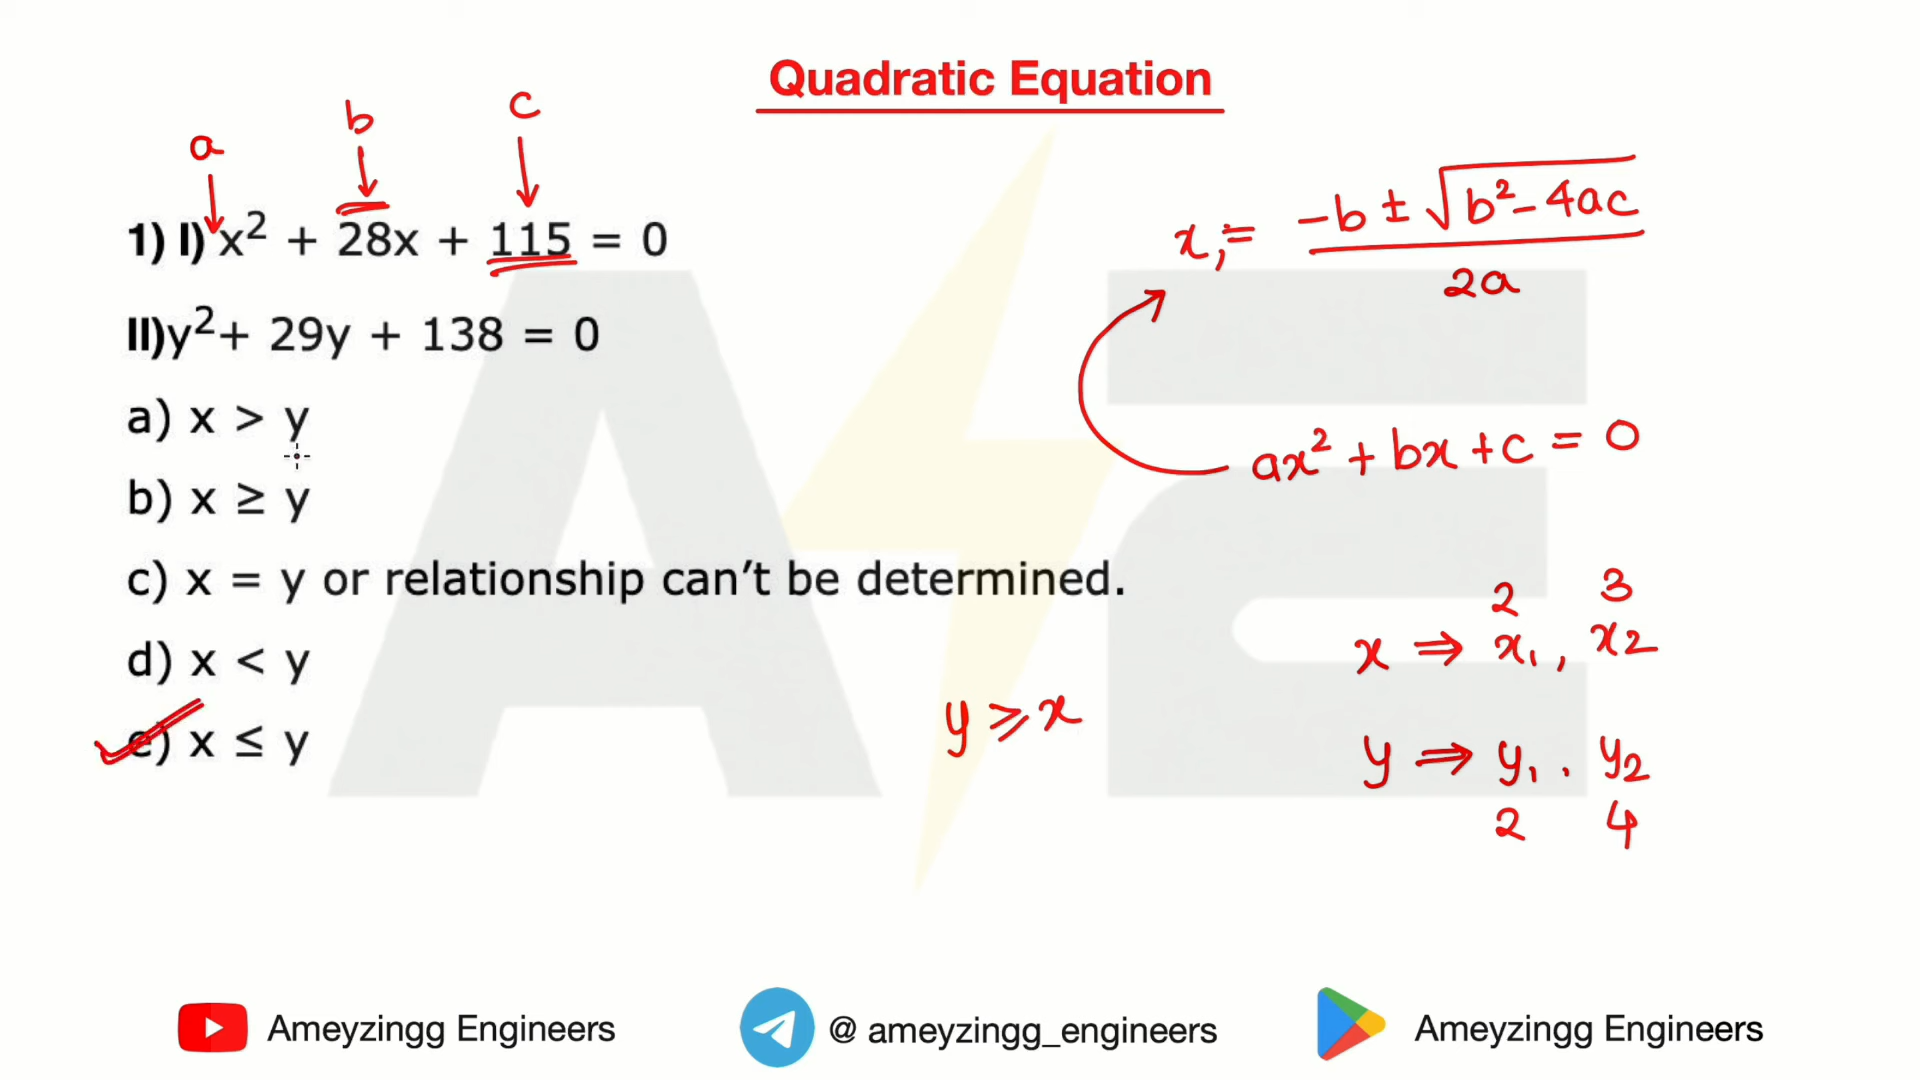 Quadratic Equation
a b c
1) I) x² + 28x + 115 = 0
II)y²+ 29y + 138 = 0
a) x > y
b) x ≥ y
c) x = y or relationship can’t be determined.
d) x < y
e) x ≤ y
x, = -b ± √b² - 4ac
2a
ax² + bx + c = 0
2 3
x ⇒ x₁ , x2
y ≥ x
y ⇒ y₁ . y2
2 4
Ameyzingg Engineers
@ ameyzingg_engineers
Ameyzingg Engineers
AE